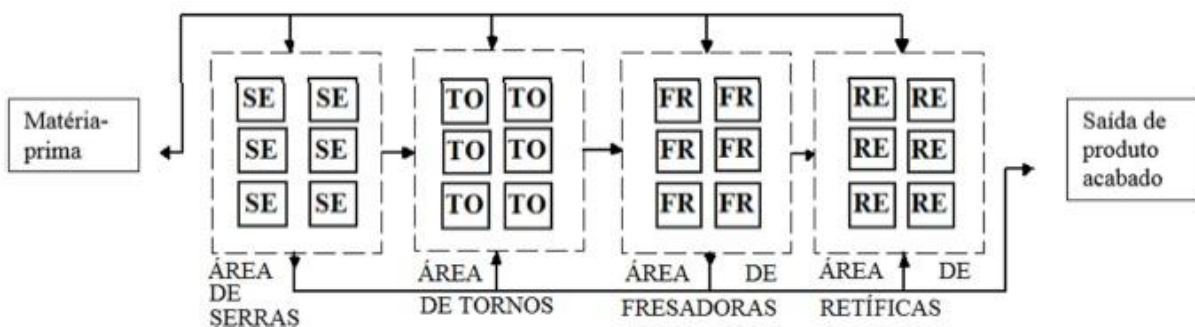 Matéria-
prima
SE SE
SE SE
SE SE
ÁREA
DE
SERRAS
TO TO
TO TO
TO TO
ÁREA
DE TORNOS
FR FR
FR FR
FR FR
ÁREA DE
FRESADORAS
RE RE
RE RE
RE RE
ÁREA DE
RETÍFICAS
Saída de
produto
acabado